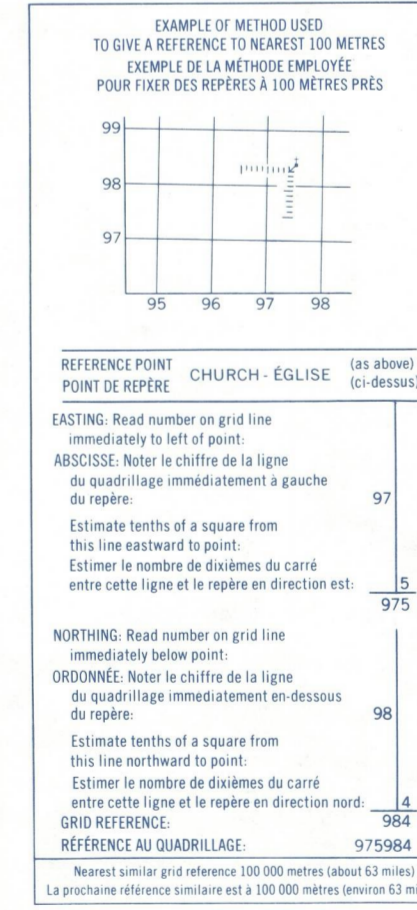 EXAMPLE OF METHOD USED
TO GIVE A REFERENCE TO NEAREST 100 METRES
EXEMPLE DE LA MÉTHODE EMPLOYÉE
POUR FIXER DES REPÈRES À 100 MÈTRES PRÈS
99
98
97
95 96 97 98
REFERENCE POINT
POINT DE REPÈRE
CHURCH - ÉGLISE
(as above)
(ci-dessus)
EASTING: Read number on grid line
immediately to left of point:
ABSCISSE: Noter le chiffre de la ligne
du quadrillage immédiatement à gauche
du repère: 97
Estimate tenths of a square from
this line eastward to point:
Estimer le nombre de dixièmes du carré
entre cette ligne et le repère en direction est: 5
975
NORTHING: Read number on grid line
immediately below point:
ORDONNÉE: Noter le chiffre de la ligne
du quadrillage immediatement en-dessous
du repère: 98
Estimate tenths of a square from
this line northward to point:
Estimer le nombre de dixièmes du carré
entre cette ligne et le repère en direction nord: 4
GRID REFERENCE: 984
RÉFÉRENCE AU QUADRILLAGE: 975984
Nearest similar grid reference 100 000 metres (about 63 miles)
La prochaine référence similaire est à 100 000 mètres (environ 63